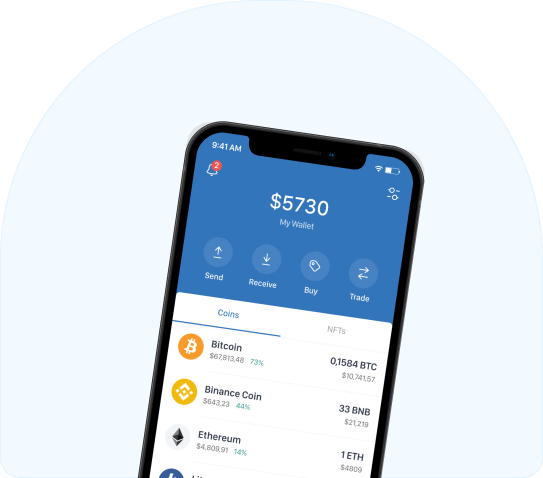 9:41 AM
2
$5730
My Wallet
Send Receive Buy Trade
Coins NFTs
Bitcoin 0,1584 BTC
$67,813,48 73% $10,741,57
Binance Coin 33 BNB
$643,23 44% $21,219
Ethereum 1 ETH
$4,809,91 14% $4809